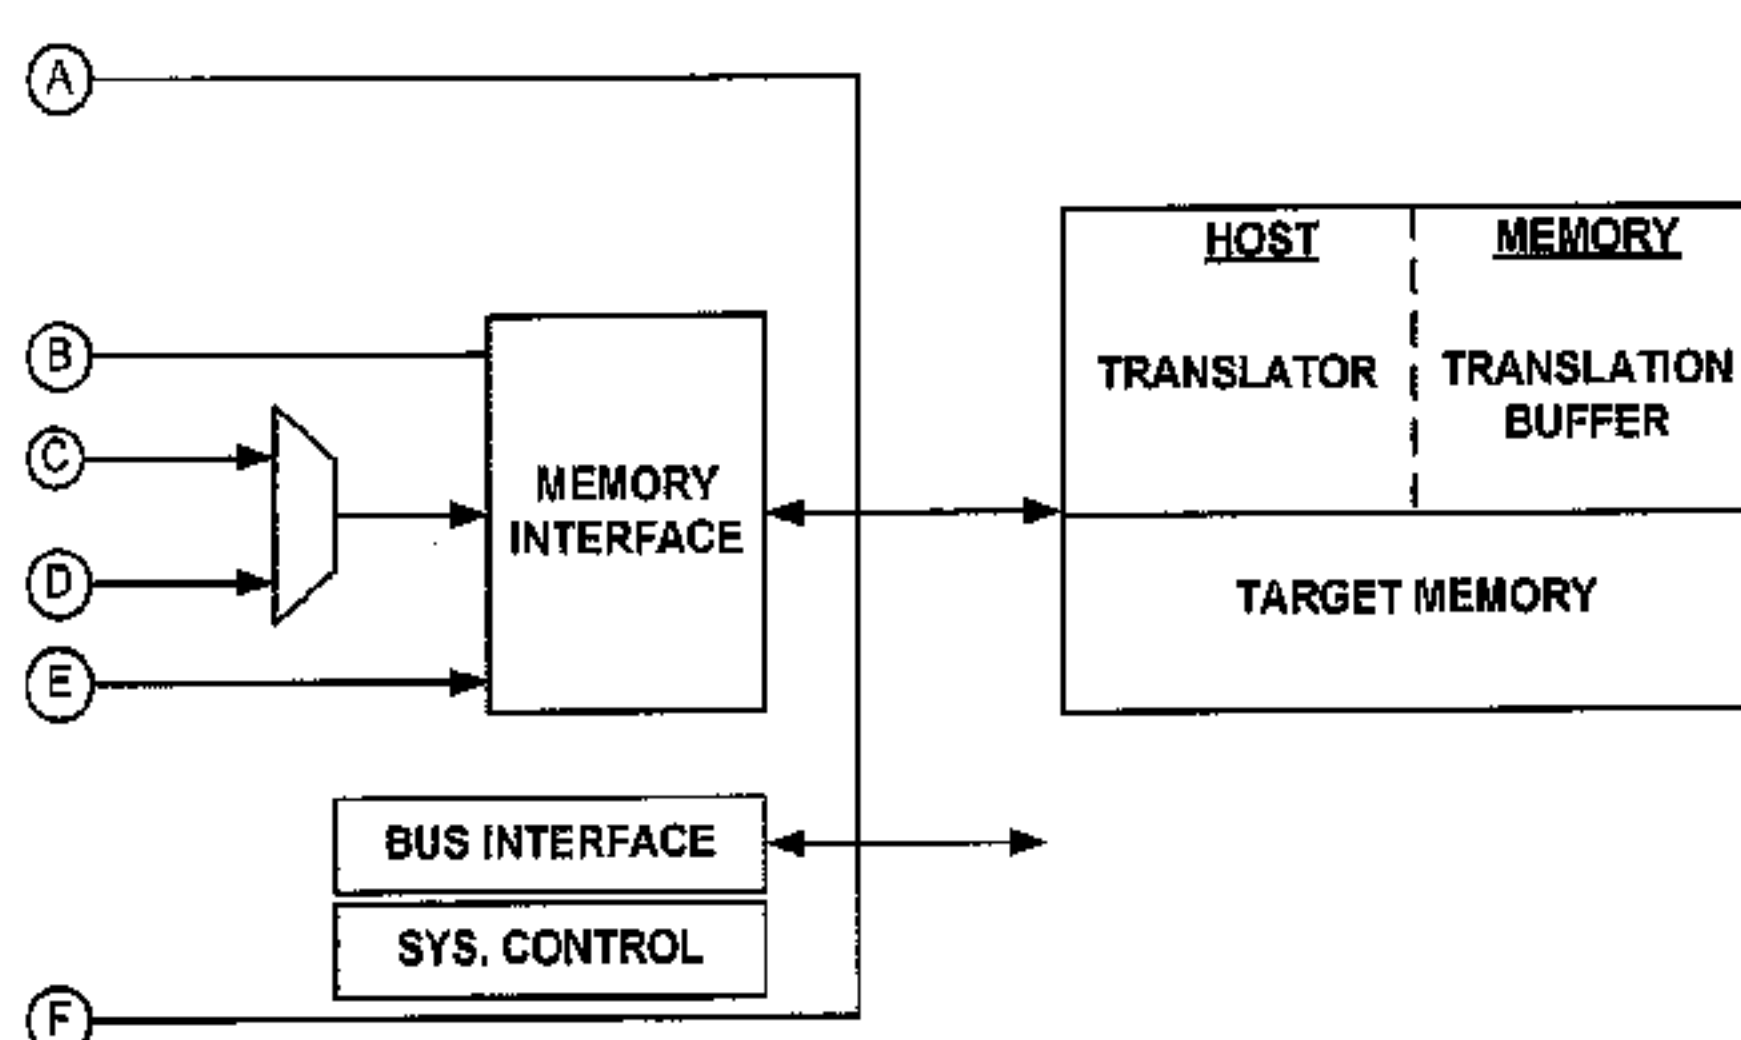 A
HOST
MEMORY
B
TRANSLATOR
TRANSLATION
BUFFER
C
MEMORY
INTERFACE
D
TARGET MEMORY
E
BUS INTERFACE
SYS. CONTROL
F